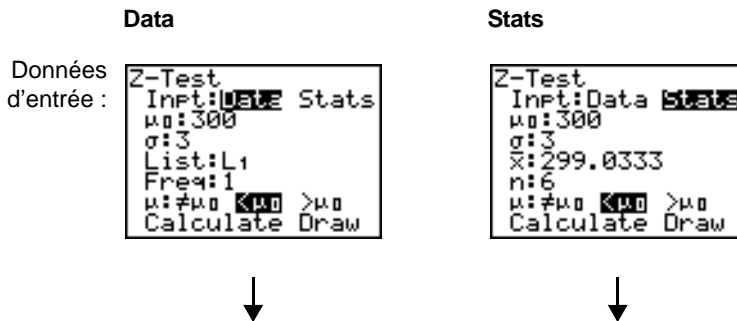 Data
Stats
Données
d'entrée :
Z-Test
Inpt:Data Stats
μ0:300
σ:3
List:L1
Freq:1
μ:≠μ0 <μ0 >μ0
Calculate Draw
Z-Test
Inpt:Data Stats
μ0:300
σ:3
x̄:299.0333
n:6
μ:≠μ0 <μ0 >μ0
Calculate Draw